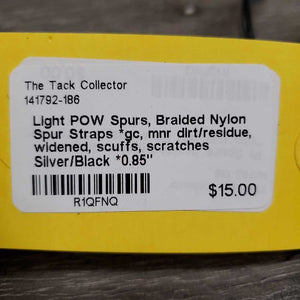 The Tack Collector
141792-186
Light POW Spurs, Braided Nylon
Spur Straps *gc, mnr dirt/residue,
widened, scuffs, scratches
Silver/Black *0.85"
$15.00
R1QFNQ